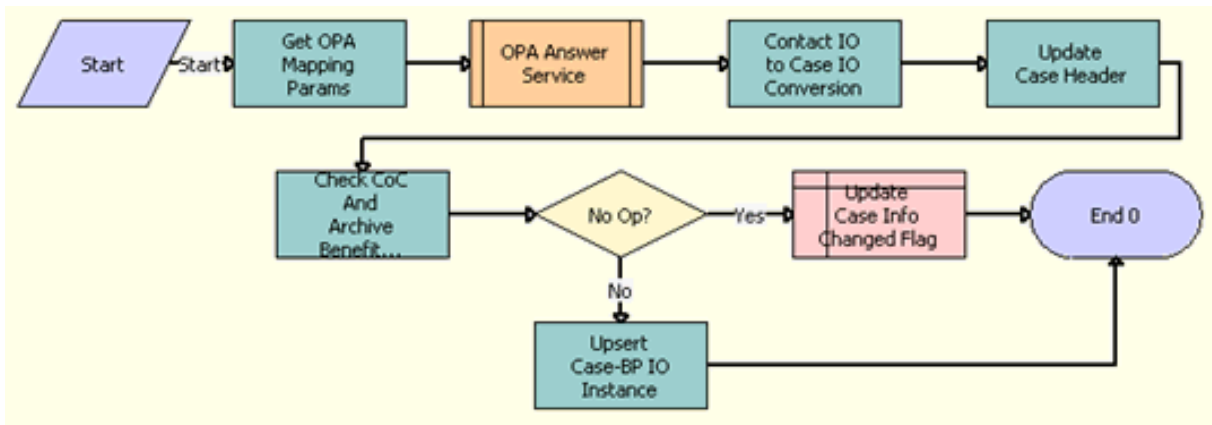 Start
Start
Get OPA
Mapping
Params
OPA Answer
Service
Contact IO
to Case IO
Conversion
Update
Case Header
Check CoC
And
Archive
Benefit...
No Op?
Yes
Update
Case Info
Changed Flag
End 0
No
Upsert
Case-BP IO
Instance